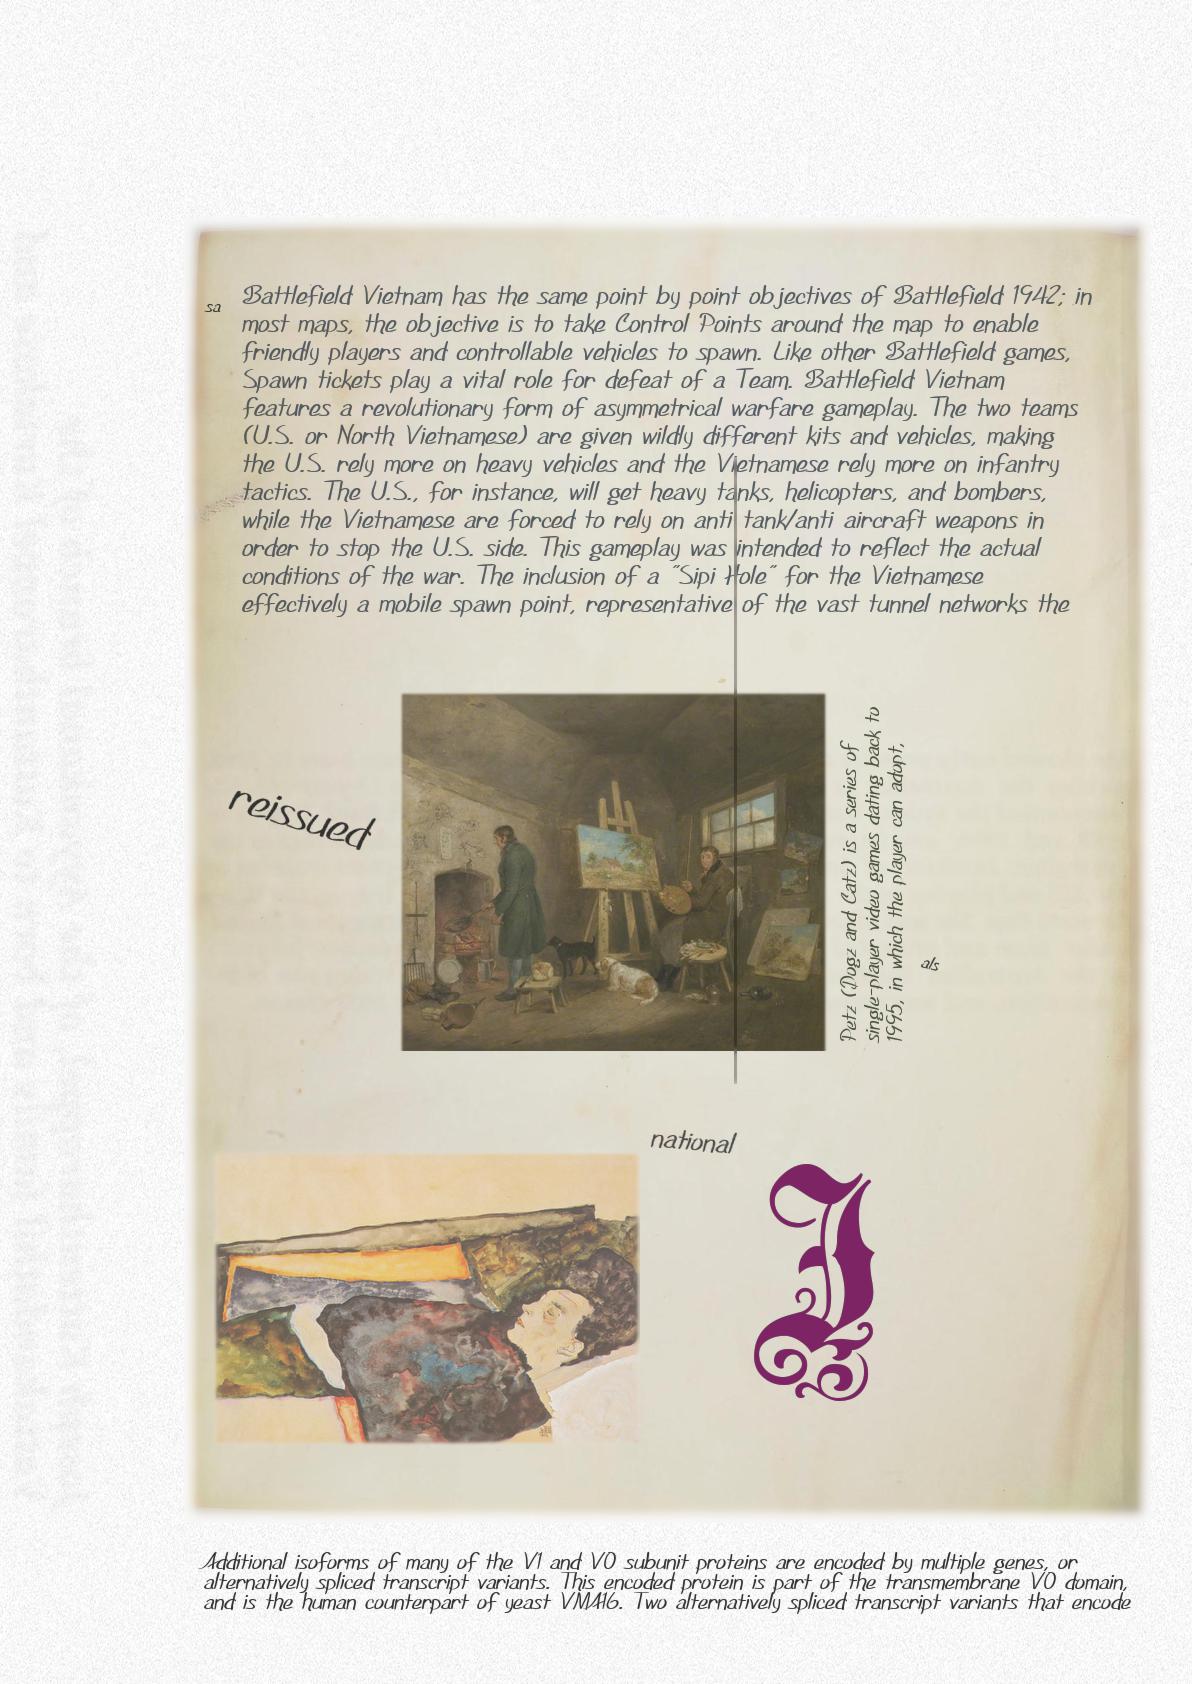 sa
Battlefield Vietnam has the same point by point objectives of Battlefield 1942; in
most maps, the objective is to take Control Points around the map to enable
friendly players and controllable vehicles to spawn. Like other Battlefield games,
Spawn tickets play a vital role for defeat of a Team. Battlefield Vietnam
features a revolutionary form of asymmetrical warfare gameplay. The two teams
(U.S. or North Vietnamese) are given wildly different kits and vehicles, making
the U.S. rely more on heavy vehicles and the Vietnamese rely more on infantry
tactics. The U.S., for instance, will get heavy tanks, helicopters, and bombers,
while the Vietnamese are forced to rely on anti tank/anti aircraft weapons in
order to stop the U.S. side. This gameplay was intended to reflect the actual
conditions of the war. The inclusion of a "Sipi Hole" for the Vietnamese
effectively a mobile spawn point, representative of the vast tunnel networks the
reissued
Petz (Dogz and Catz) is a series of
single-player video games dating back to
1995, in which the player can adopt,
als
national
I
Additional isoforms of many of the V1 and V0 subunit proteins are encoded by multiple genes, or
alternatively spliced transcript variants. This encoded protein is part of the transmembrane V0 domain,
and is the human counterpart of yeast VMA16. Two alternatively spliced transcript variants that encode